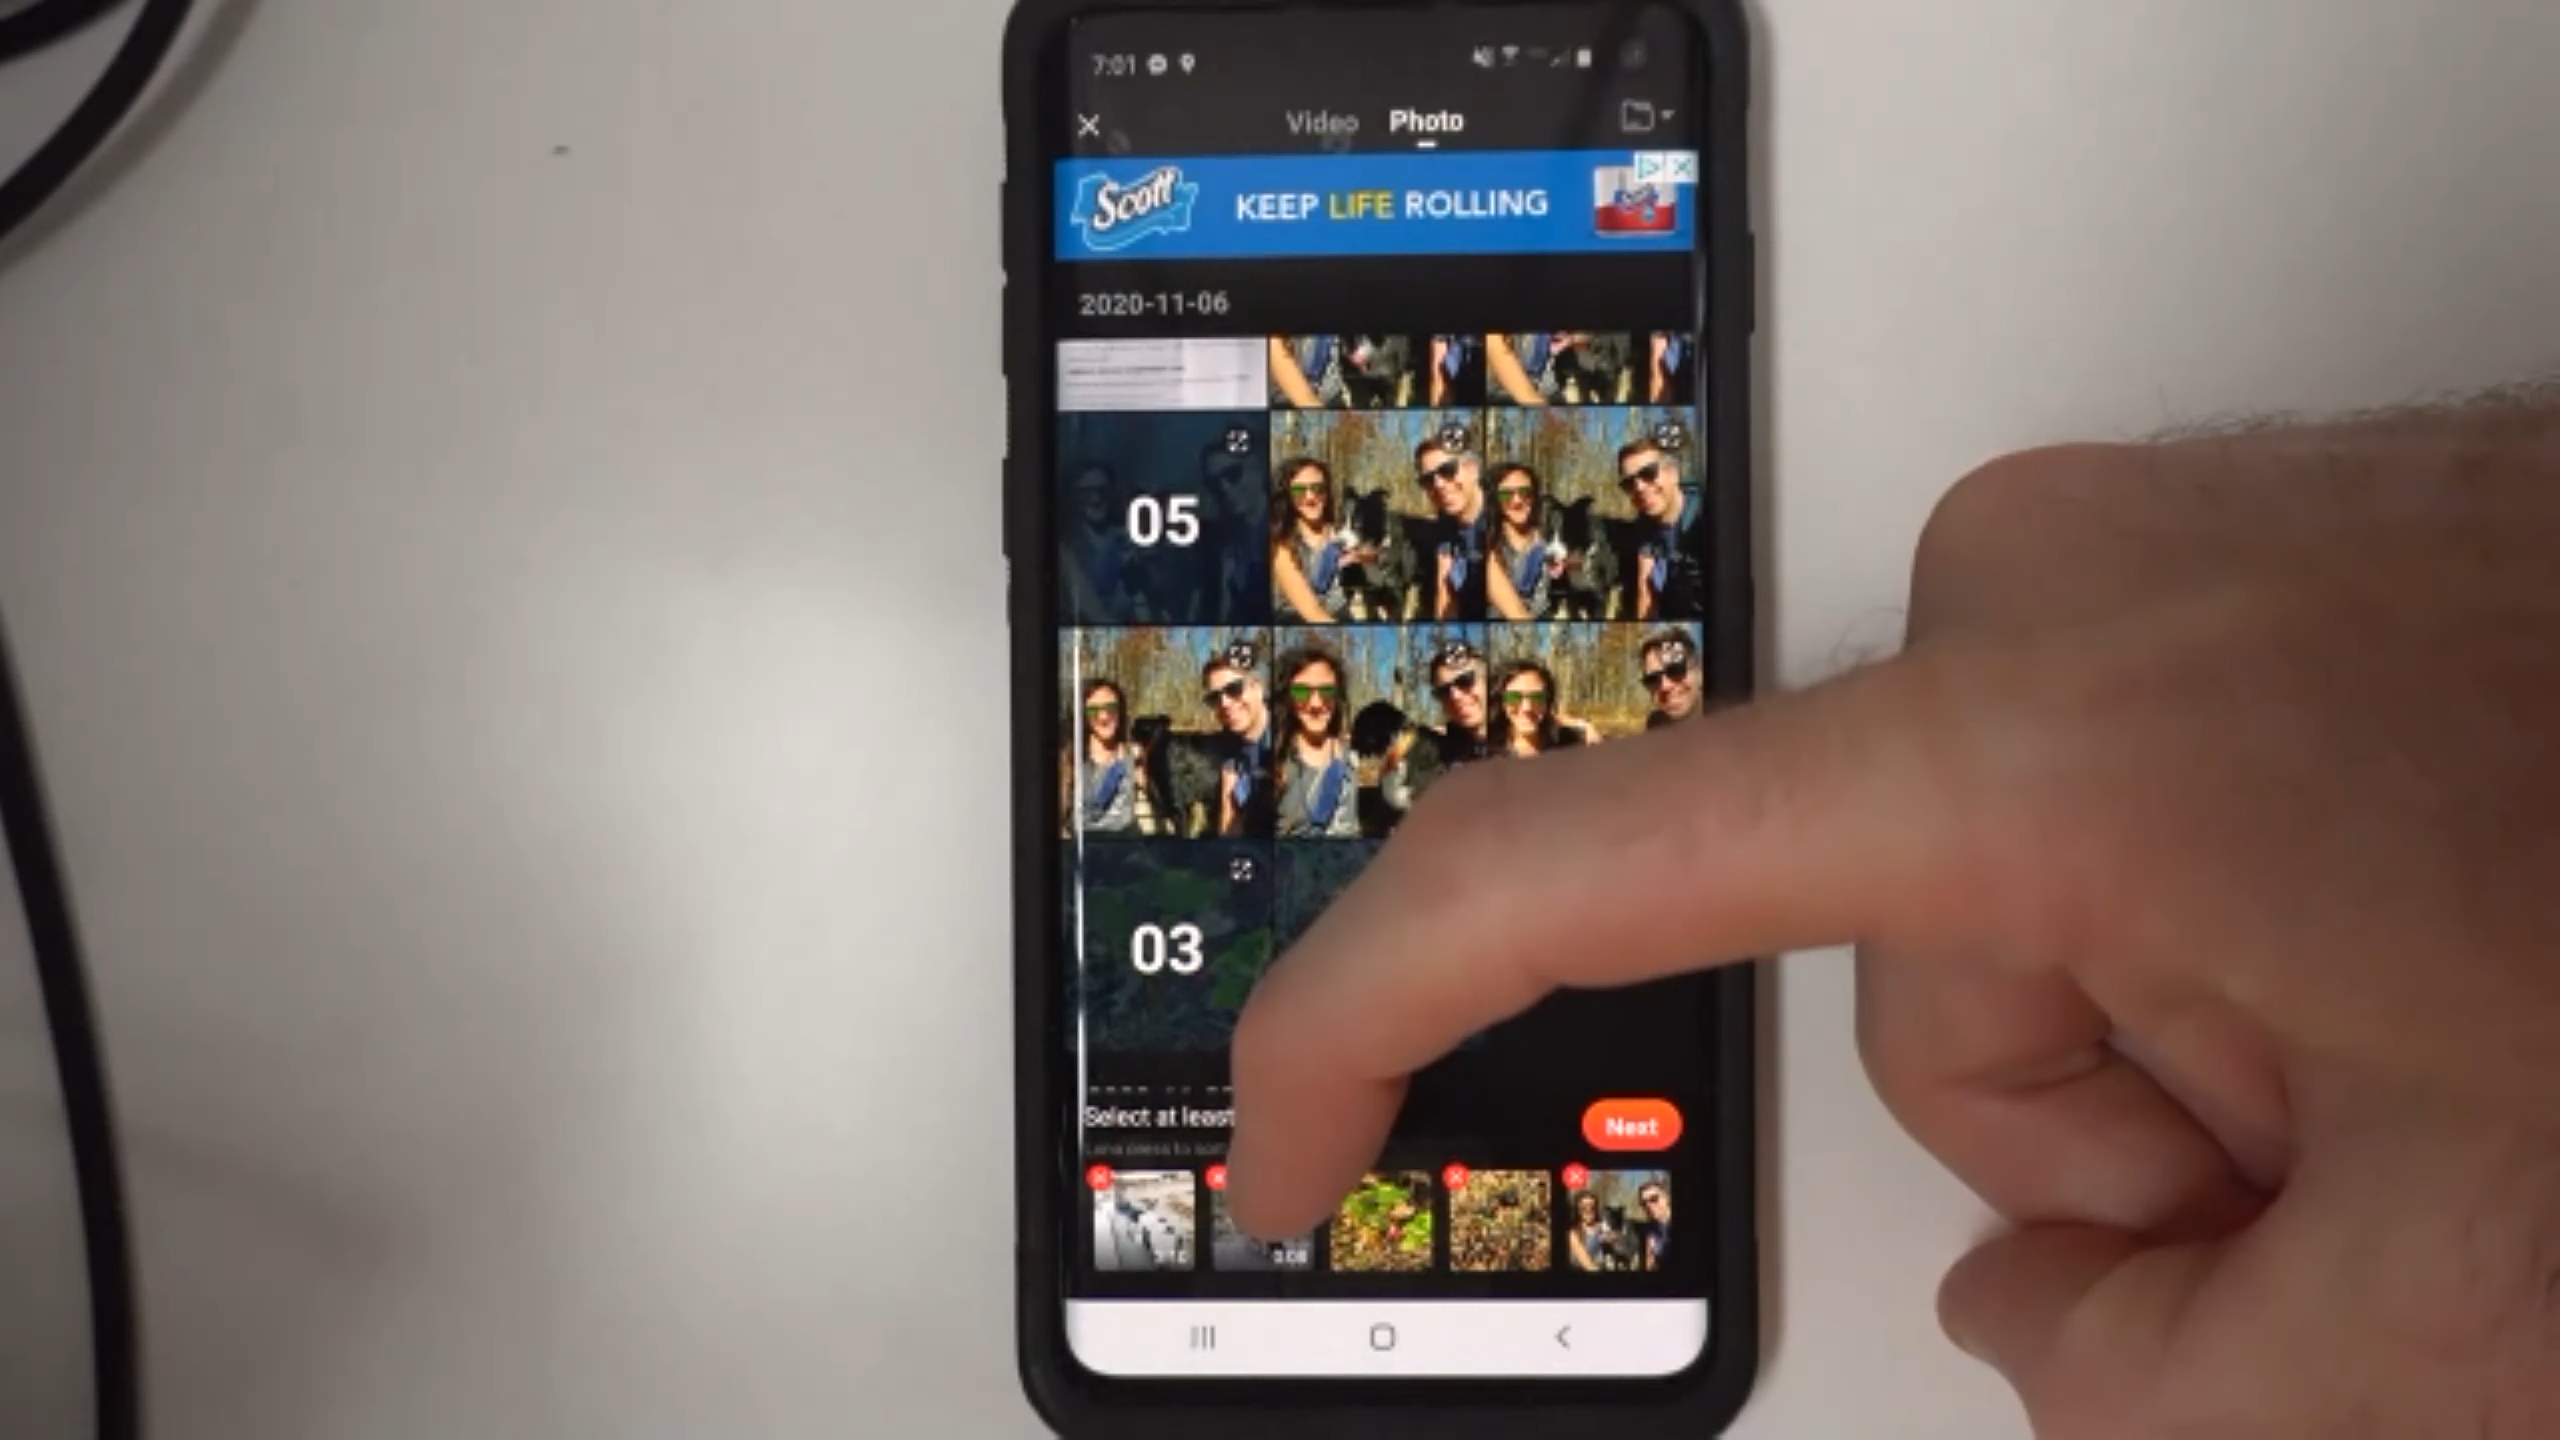 7:01
Video Photo
Scott KEEP LIFE ROLLING
2020-11-06
05
03
Select at least
Next